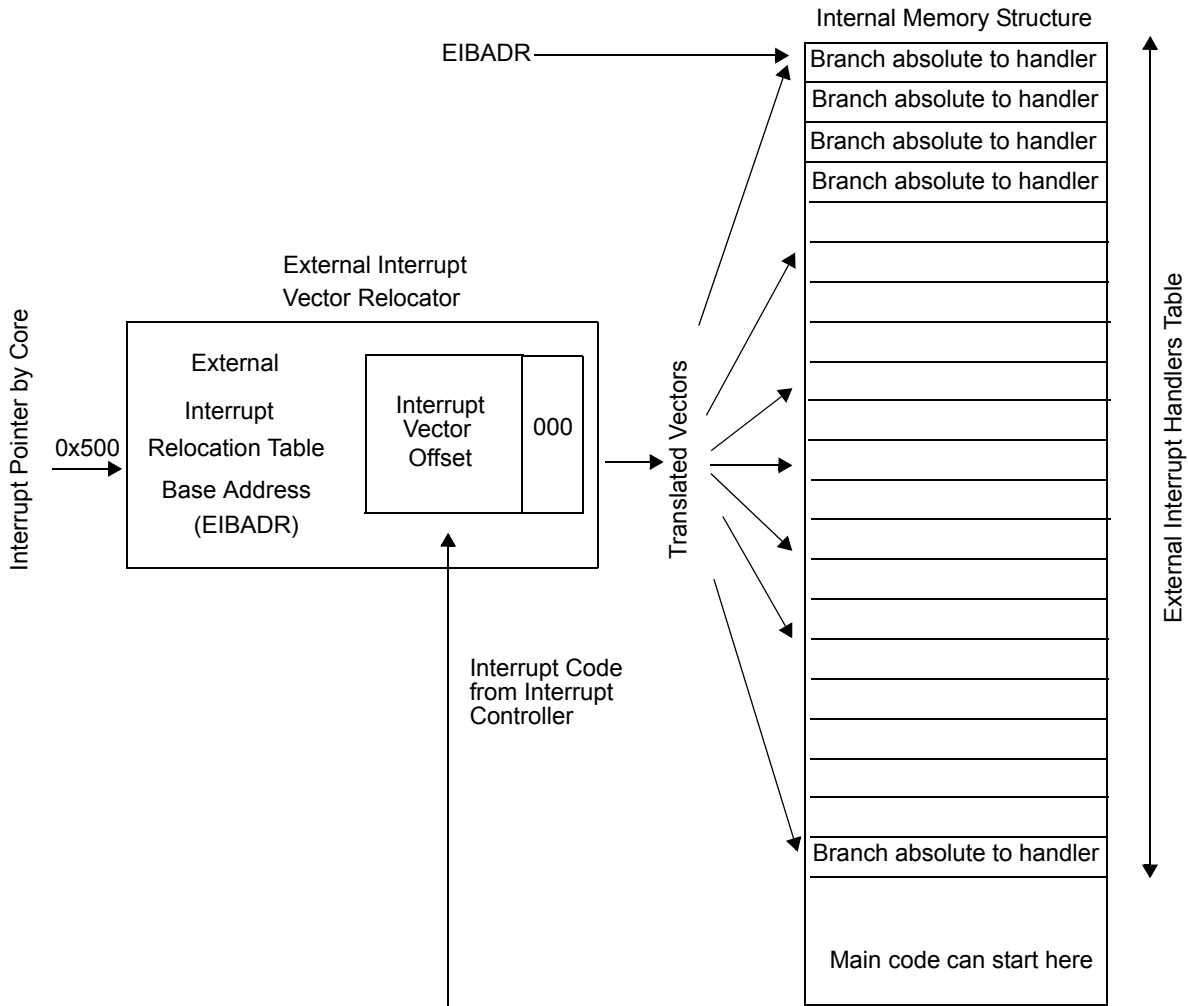 Internal Memory Structure
EIBADR
Branch absolute to handler
Branch absolute to handler
Branch absolute to handler
Branch absolute to handler
External Interrupt
Vector Relocator
Interrupt Pointer by Core
0x500
External
Interrupt
Relocation Table
Base Address
(EIBADR)
Interrupt
Vector
Offset
000
Translated Vectors
External Interrupt Handlers Table
Interrupt Code
from Interrupt
Controller
Branch absolute to handler
Main code can start here